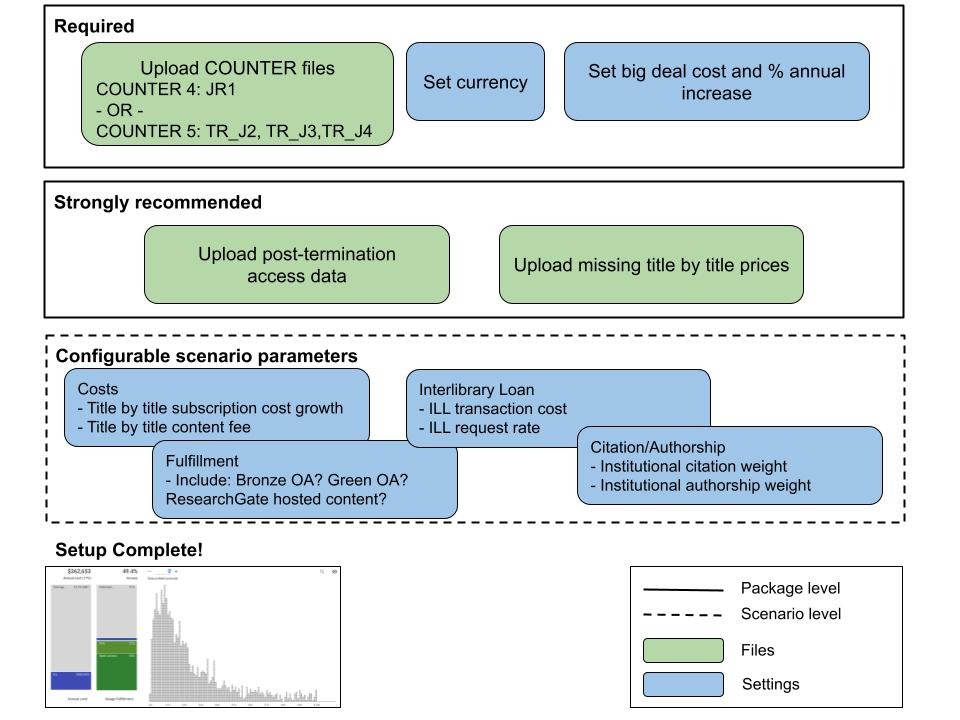 Required
Upload COUNTER files
COUNTER 4: JR1
- OR -
COUNTER 5: TR_J2, TR_J3,TR_J4
Set currency
Set big deal cost and % annual
increase
Strongly recommended
Upload post-termination
access data
Upload missing title by title prices
Configurable scenario parameters
Costs
- Title by title subscription cost growth
- Title by title content fee
Interlibrary Loan
- ILL transaction cost
- ILL request rate
Fulfillment
- Include: Bronze OA? Green OA?
ResearchGate hosted content?
Citation/Authorship
- Institutional citation weight
- Institutional authorship weight
Setup Complete!
$362,653
49.4%
Package level
Scenario level
Files
Settings